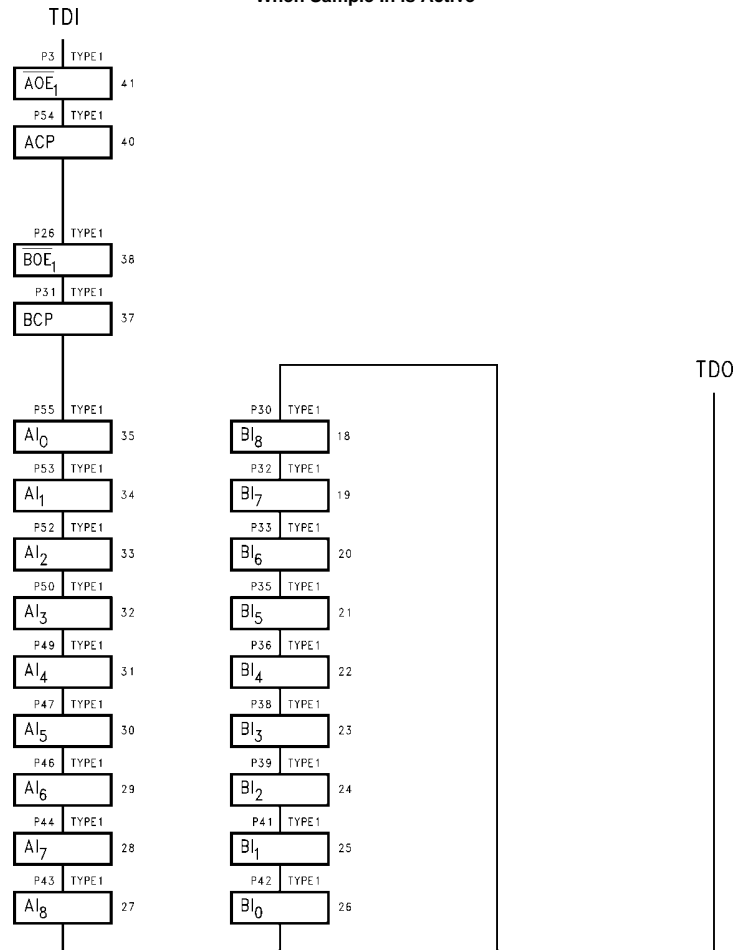 When Sample In is Active
TDI
P3 TYPE1
A̅O̅E̅₁ 41
P54 TYPE1
ACP 40
P26 TYPE1
B̅O̅E̅₁ 38
P31 TYPE1
BCP 37
TDO
P55 TYPE1
AI₀ 35
P53 TYPE1
AI₁ 34
P52 TYPE1
AI₂ 33
P50 TYPE1
AI₃ 32
P49 TYPE1
AI₄ 31
P47 TYPE1
AI₅ 30
P46 TYPE1
AI₆ 29
P44 TYPE1
AI₇ 28
P43 TYPE1
AI₈ 27
P30 TYPE1
BI₈ 18
P32 TYPE1
BI₇ 19
P33 TYPE1
BI₆ 20
P35 TYPE1
BI₅ 21
P36 TYPE1
BI₄ 22
P38 TYPE1
BI₃ 23
P39 TYPE1
BI₂ 24
P41 TYPE1
BI₁ 25
P42 TYPE1
BI₀ 26